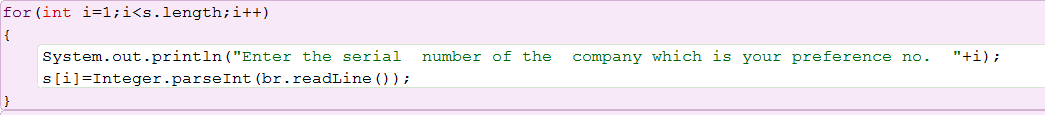 for(int i=1;i<s.length;i++)
{
System.out.println("Enter the serial  number of the  company which is your preference no.  "+i);
s[i]=Integer.parseInt(br.readLine());
}